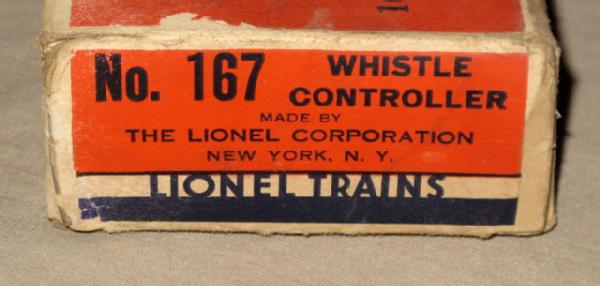 No. 167 WHISTLE
CONTROLLER
MADE BY
THE LIONEL CORPORATION
NEW YORK, N. Y.
LIONEL TRAINS